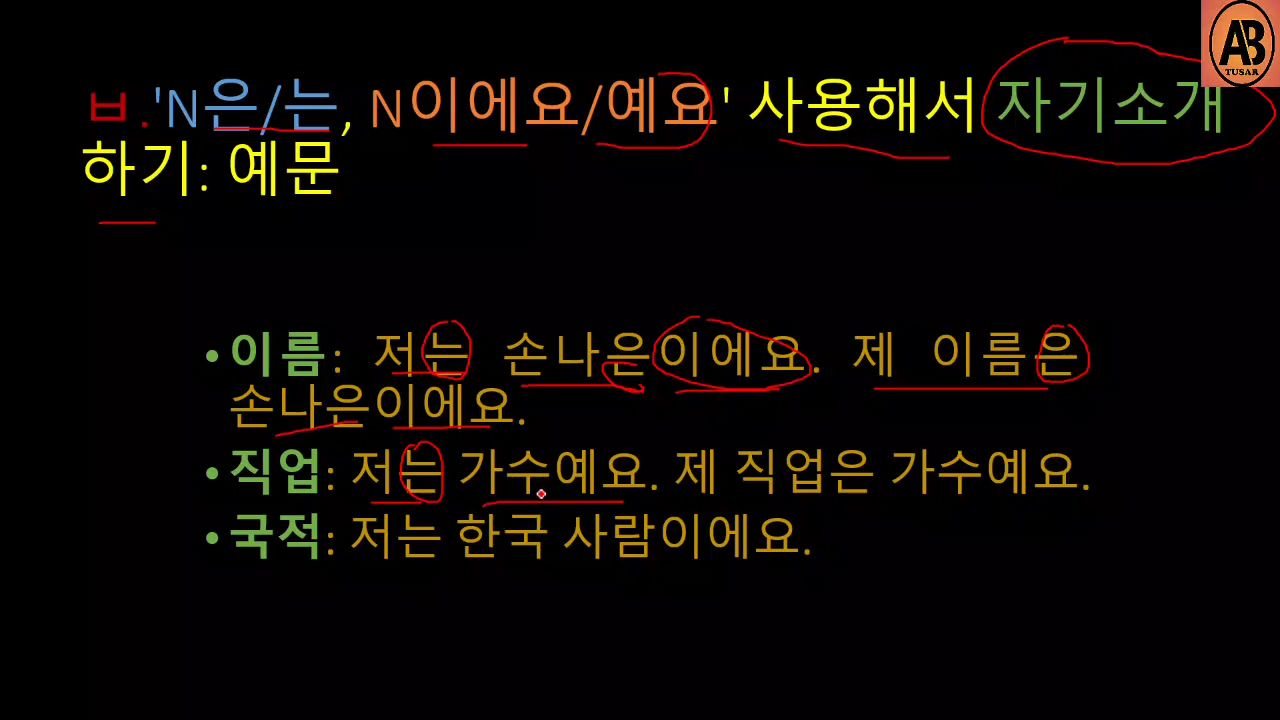 AB
TUSAR
ㅂ.'N은/는, N이에요/예요' 사용해서 자기소개
하기: 예문
• 이름: 저는 손나은이에요. 제 이름은
손나은이에요.
• 직업: 저는 가수예요. 제 직업은 가수예요.
• 국적: 저는 한국 사람이에요.